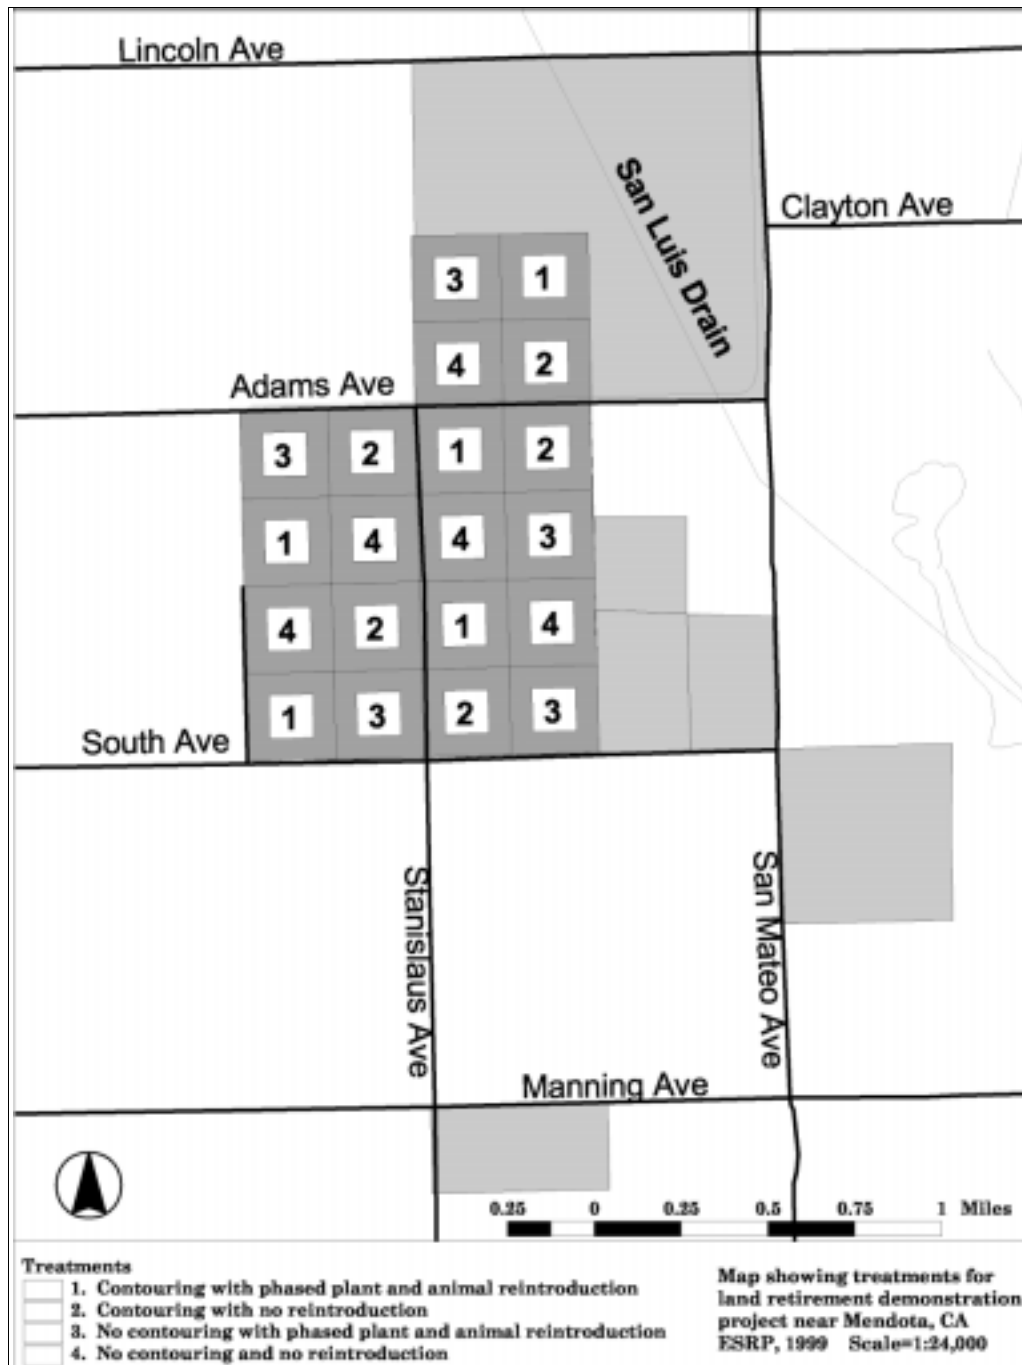 Lincoln Ave
San Luis Drain
Clayton Ave
3 1
4 2
Adams Ave
3 2 1 2
1 4 4 3
4 2 1 4
1 3 2 3
South Ave
Stanislaus Ave
San Mateo Ave
Manning Ave
0.25 0 0.25 0.5 0.75 1 Miles
Treatments
1. Contouring with phased plant and animal reintroduction
2. Contouring with no reintroduction
3. No contouring with phased plant and animal reintroduction
4. No contouring and no reintroduction
Map showing treatments for
land retirement demonstration
project near Mendota, CA
ESRP, 1999 Scale=1:24,000